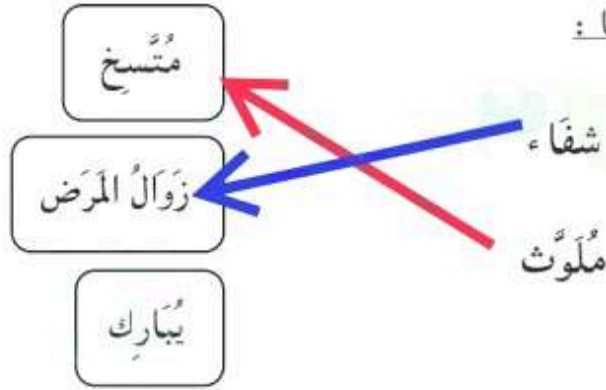 مُتَّسِخ
شفَاء
زَوَالُ المَرَض
مُلَوَّث
يُبَارِك